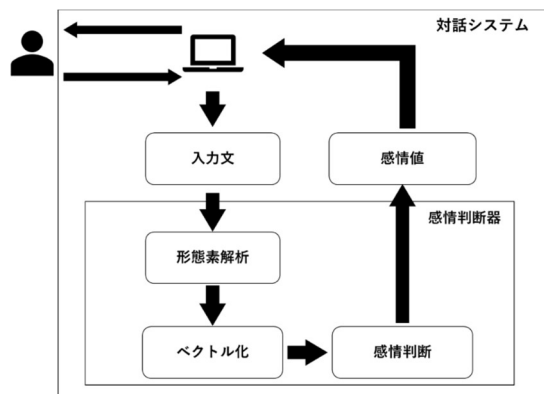 対話システム
入力文
感情値
感情判断器
形態素解析
ベクトル化
感情判断